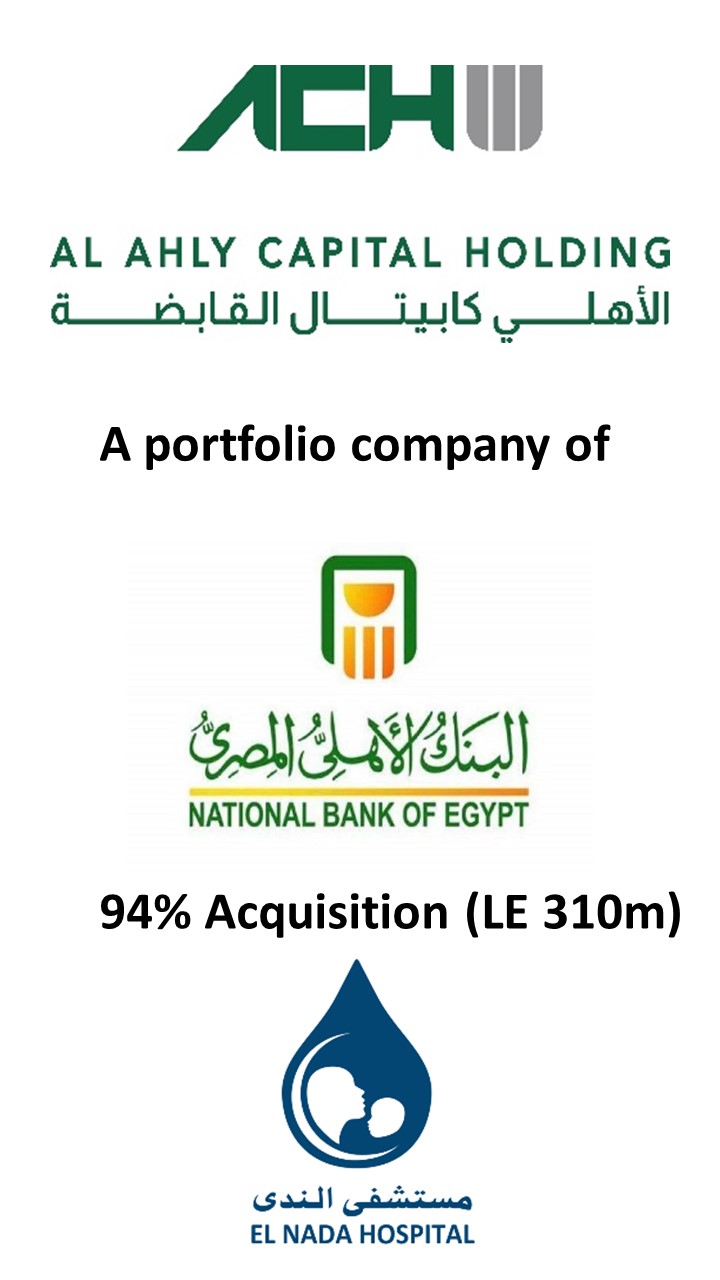 ACH
AL AHLY CAPITAL HOLDING
الأهلي كابيتال القابضة
A portfolio company of
البنك الأهلي المصري
NATIONAL BANK OF EGYPT
94% Acquisition (LE 310m)
مستشفى الندى
EL NADA HOSPITAL